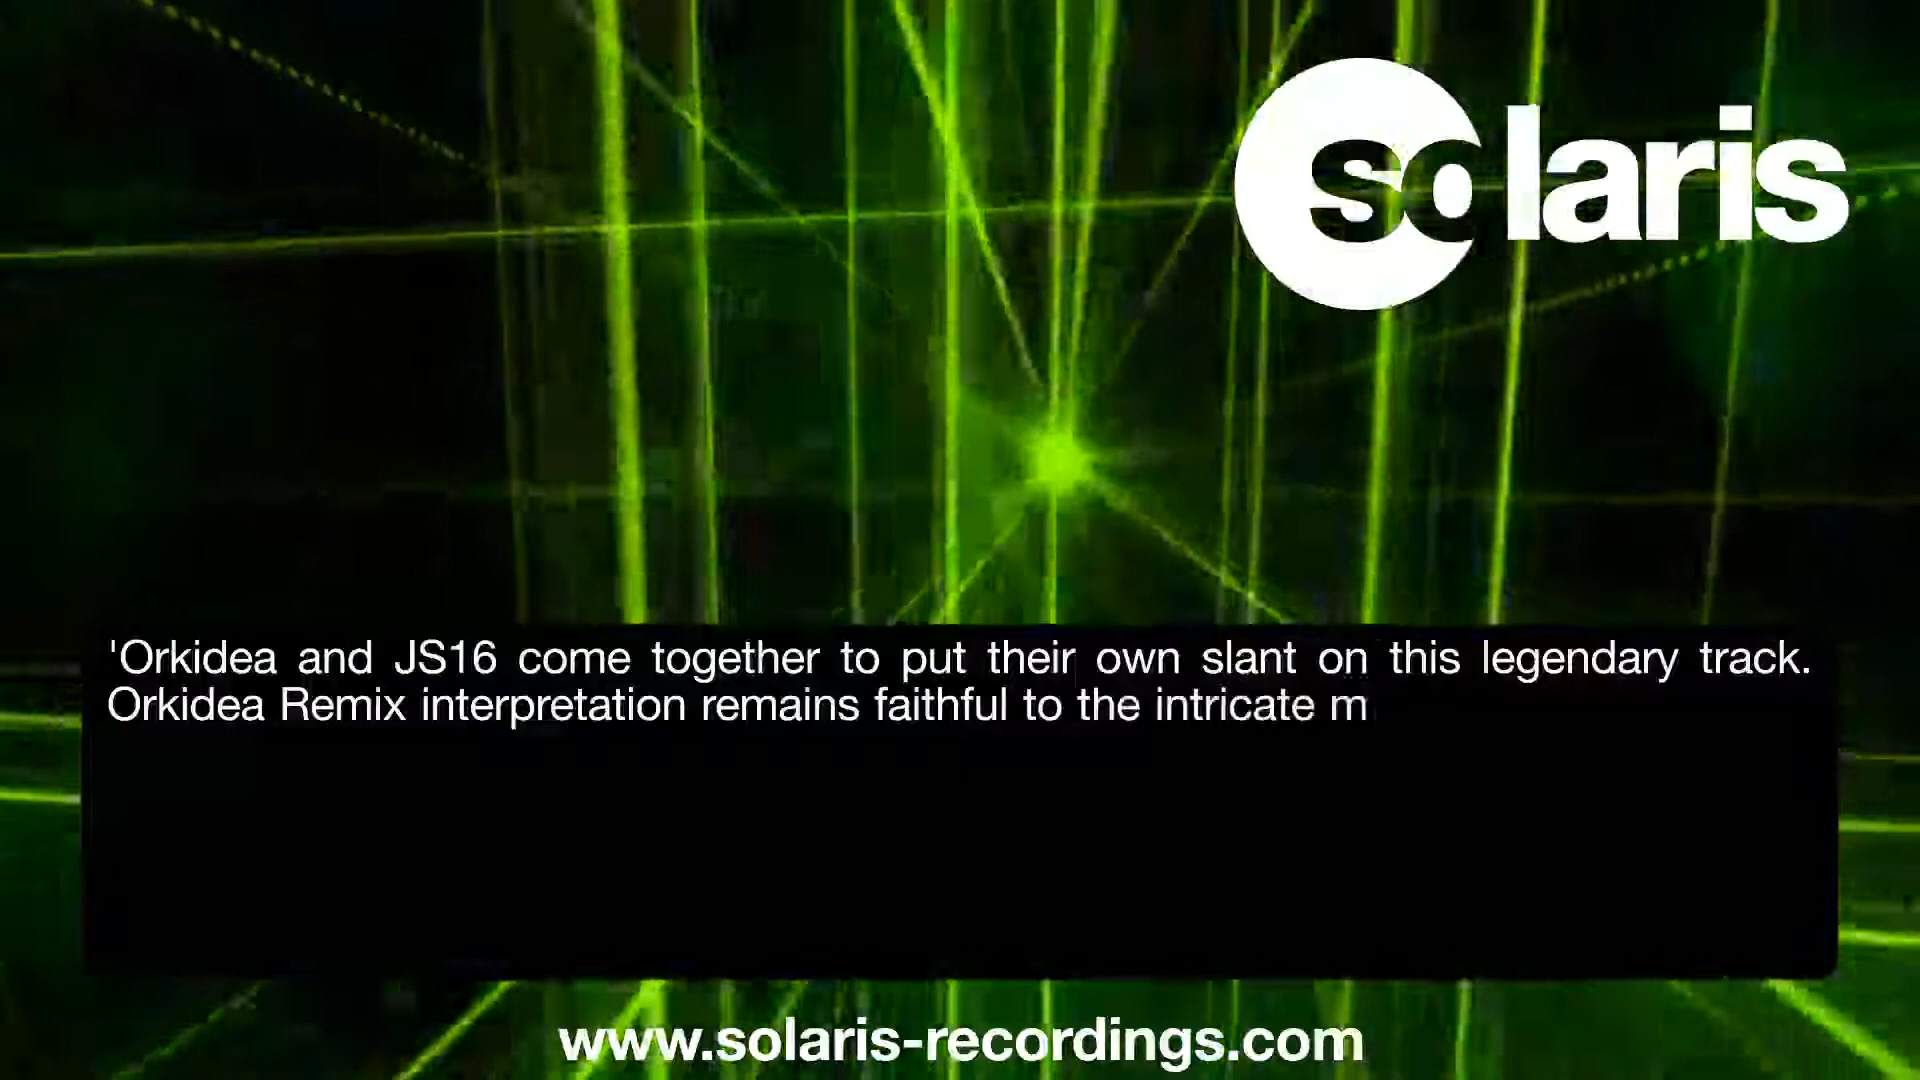 solaris
'Orkidea and JS16 come together to put their own slant on this legendary track.
Orkidea Remix interpretation remains faithful to the intricate m
www.solaris-recordings.com